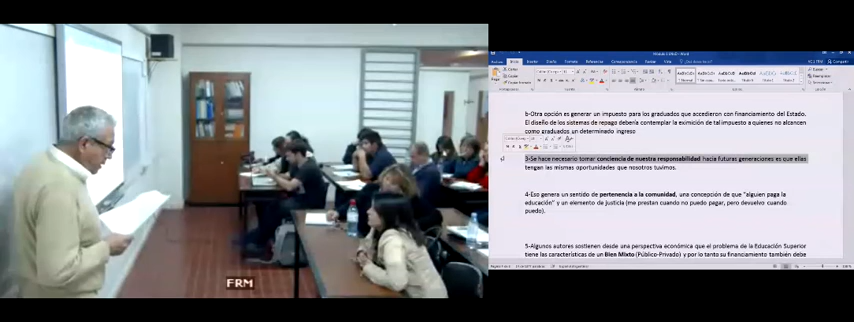 FRM
b-Otra opción es generar un impuesto para los graduados que accedieron con financiamiento del Estado.
El diseño de los sistemas de repago debería contemplar la eximición de tal impuesto a quienes no alcancen
como graduados un determinado ingreso
3-Se hace necesario tomar conciencia de nuestra responsabilidad hacia futuras generaciones es que ellas
tengan las mismas oportunidades que nosotros tuvimos.
4-Eso genera un sentido de pertenencia a la comunidad, una concepción de que "alguien paga la
educación" y un elemento de justicia (me prestan cuando no puedo pagar, pero devuelvo cuando
puedo).
5-Algunos autores sostienen desde una perspectiva económica que el problema de la Educación Superior
tiene las características de un Bien Mixto (Público-Privado) y por lo tanto su financiamiento también debe